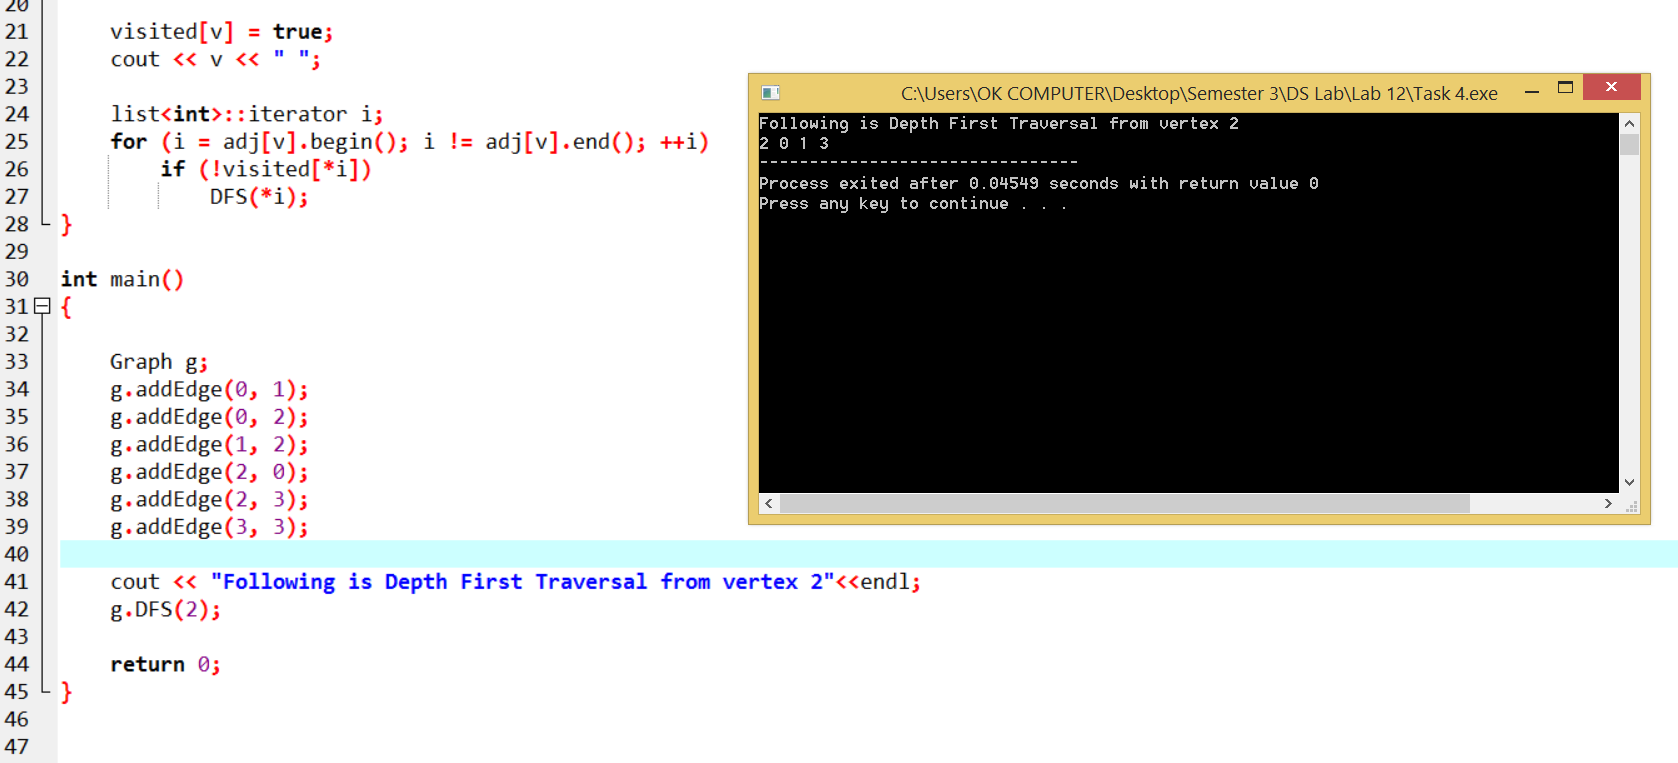 20
21 visited[v] = true;
22 cout << v << " ";
23
24 list<int>::iterator i;
25 for (i = adj[v].begin(); i != adj[v].end(); ++i)
26 if (!visited[*i])
27 DFS(*i);
28 }
29
30 int main()
31 {
32
33 Graph g;
34 g.addEdge(0, 1);
35 g.addEdge(0, 2);
36 g.addEdge(1, 2);
37 g.addEdge(2, 0);
38 g.addEdge(2, 3);
39 g.addEdge(3, 3);
40
41 cout << "Following is Depth First Traversal from vertex 2"<<endl;
42 g.DFS(2);
43
44 return 0;
45 }
46
47
C:\Users\OK COMPUTER\Desktop\Semester 3\DS Lab\Lab 12\Task 4.exe
Following is Depth First Traversal from vertex 2
2 0 1 3
--------------------------------
Process exited after 0.04549 seconds with return value 0
Press any key to continue . . .